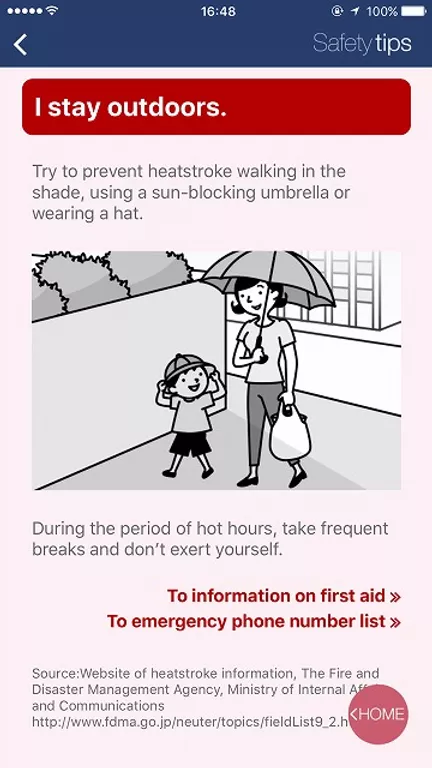 16:48
100%
Safety tips
I stay outdoors.
Try to prevent heatstroke walking in the
shade, using a sun-blocking umbrella or
wearing a hat.
During the period of hot hours, take frequent
breaks and don't exert yourself.
To information on first aid »
To emergency phone number list »
Source:Website of heatstroke information, The Fire and
Disaster Management Agency, Ministry of Internal
and Communications
http://www.fdma.go.jp/neuter/topics/fieldList9_2.h
<HOME